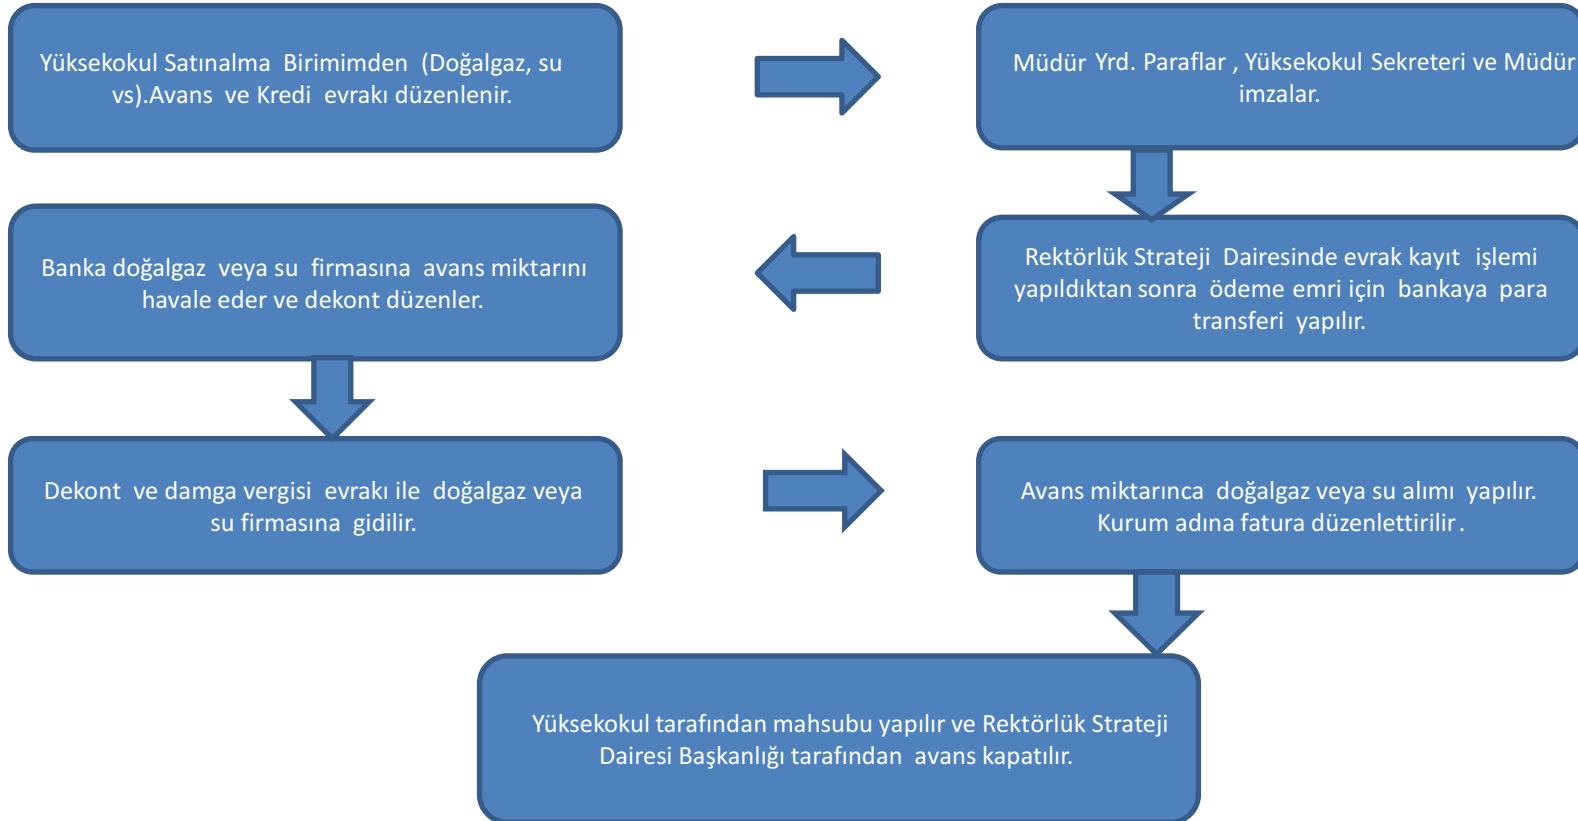 Yüksekokul Satınalma Birimimden (Doğalgaz, su
vs).Avans ve Kredi evrakı düzenlenir.
Müdür Yrd. Paraflar , Yüksekokul Sekreteri ve Müdür
imzalar.
Rektörlük Strateji Dairesinde evrak kayıt işlemi
yapıldıktan sonra ödeme emri için bankaya para
transferi yapılır.
Banka doğalgaz veya su firmasına avans miktarını
havale eder ve dekont düzenler.
Dekont ve damga vergisi evrakı ile doğalgaz veya
su firmasına gidilir.
Avans miktarınca doğalgaz veya su alımı yapılır.
Kurum adına fatura düzenlettirilir .
Yüksekokul tarafından mahsubu yapılır ve Rektörlük Strateji
Dairesi Başkanlığı tarafından avans kapatılır.